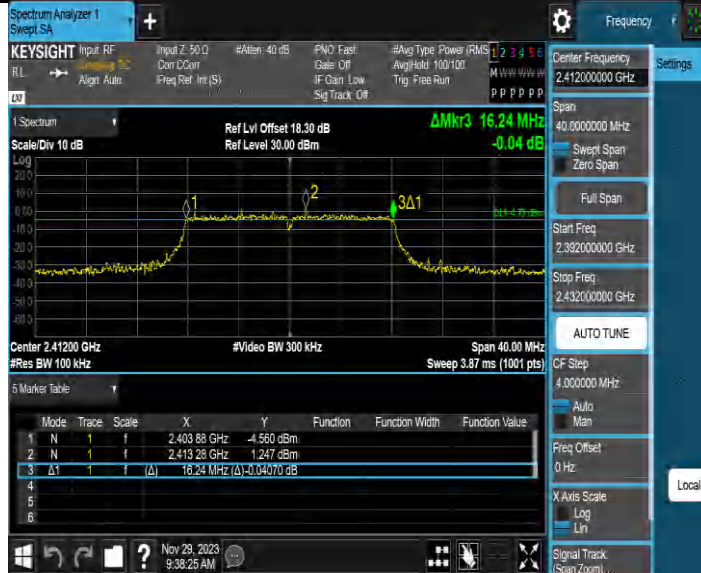 Spectrum Analyzer 1
Swept SA
+
Frequency
KEYSIGHT
RL
Input: RF
Coupling: DC
Align: Auto
Input Z: 50 Ω
Corr CCorr
Freq Ref: Int (S)
#Atten: 40 dB
PNO: Fast
Gate: Off
IF Gain: Low
Sig Track: Off
#Avg Type: Power (RMS
Avg|Hold: 100/100
Trig: Free Run
1 2 3 4 5 6
M W W W W W
P P P P P P
1 Spectrum
Scale/Div 10 dB
Ref Lvl Offset 18.30 dB
Ref Level 30.00 dBm
ΔMkr3 16.24 MHz
-0.04 dB
Log
20.0
10.0
0.00
-10.0
-20.0
-30.0
-40.0
-50.0
-60.0
1
2
3Δ1
Center 2.41200 GHz
#Res BW 100 kHz
#Video BW 300 kHz
Span 40.00 MHz
Sweep 3.87 ms (1001 pts)
5 Marker Table
Mode Trace Scale X Y Function Function Width Function Value
1 N 1 f 2.403 88 GHz -4.560 dBm
2 N 1 f 2.413 28 GHz 1.247 dBm
3 Δ1 1 f (Δ) 16.24 MHz (Δ) -0.04070 dB
4
5
6
?
Nov 29, 2023
9:38:25 AM
Center Frequency
2.412000000 GHz
Settings
Span
40.0000000 MHz
Swept Span
Zero Span
Full Span
Start Freq
2.392000000 GHz
Stop Freq
2.432000000 GHz
AUTO TUNE
CF Step
4.000000 MHz
Auto
Man
Freq Offset
0 Hz
Local
X Axis Scale
Log
Lin
Signal Track
(Span Zoom)